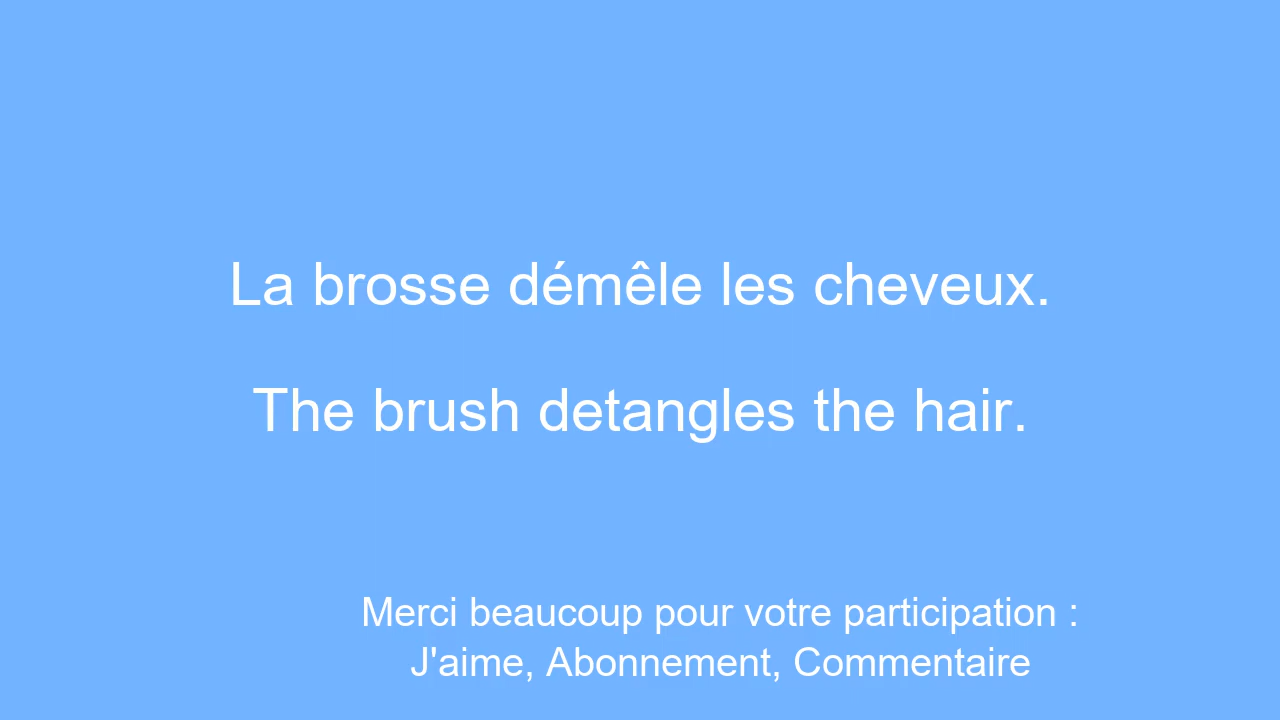 La brosse démêle les cheveux.
The brush detangles the hair.
Merci beaucoup pour votre participation :
J'aime, Abonnement, Commentaire